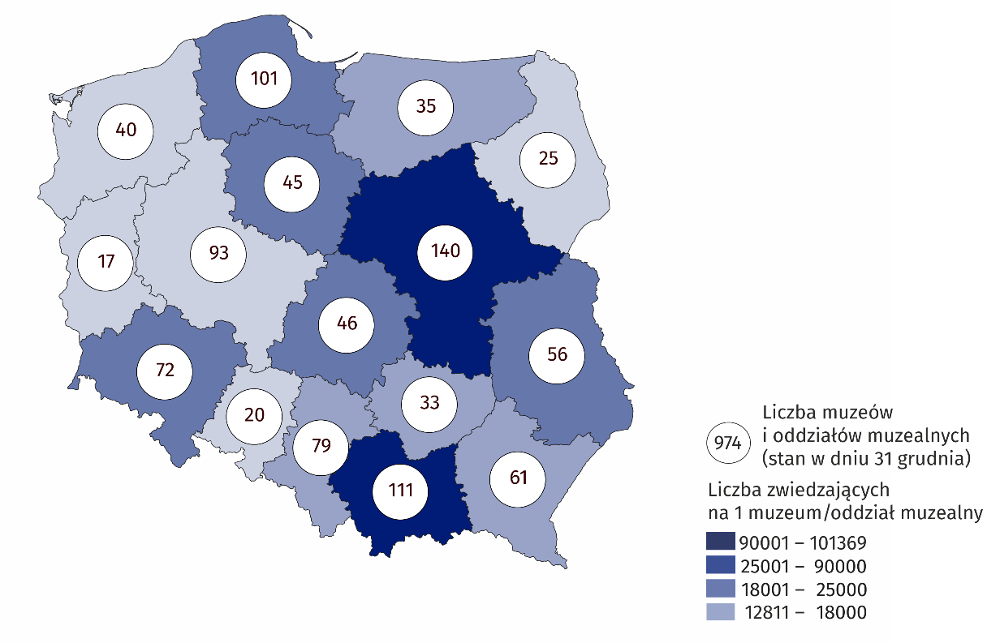 101
35
40
25
45
93
17
140
46
56
72
33
20
79
111
61
974
Liczba muzeów
i oddziałów muzealnych
(stan w dniu 31 grudnia)
Liczba zwiedzających
na 1 muzeum/oddział muzealny
90001 – 101369
25001 – 90000
18001 – 25000
12811 – 18000